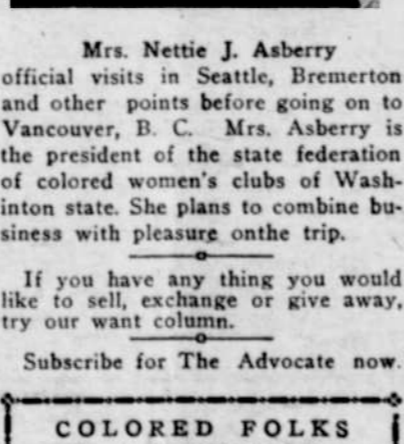 Mrs. Nettie J. Asberry
official visits in Seattle, Bremerton
and other points before going on to
Vancouver, B. C. Mrs. Asberry is
the president of the state federation
of colored women's clubs of Wash-
inton state. She plans to combine bu-
siness with pleasure onthe trip.
If you have any thing you would
like to sell, exchange or give away,
try our want column.
Subscribe for The Advocate now.
COLORED FOLKS